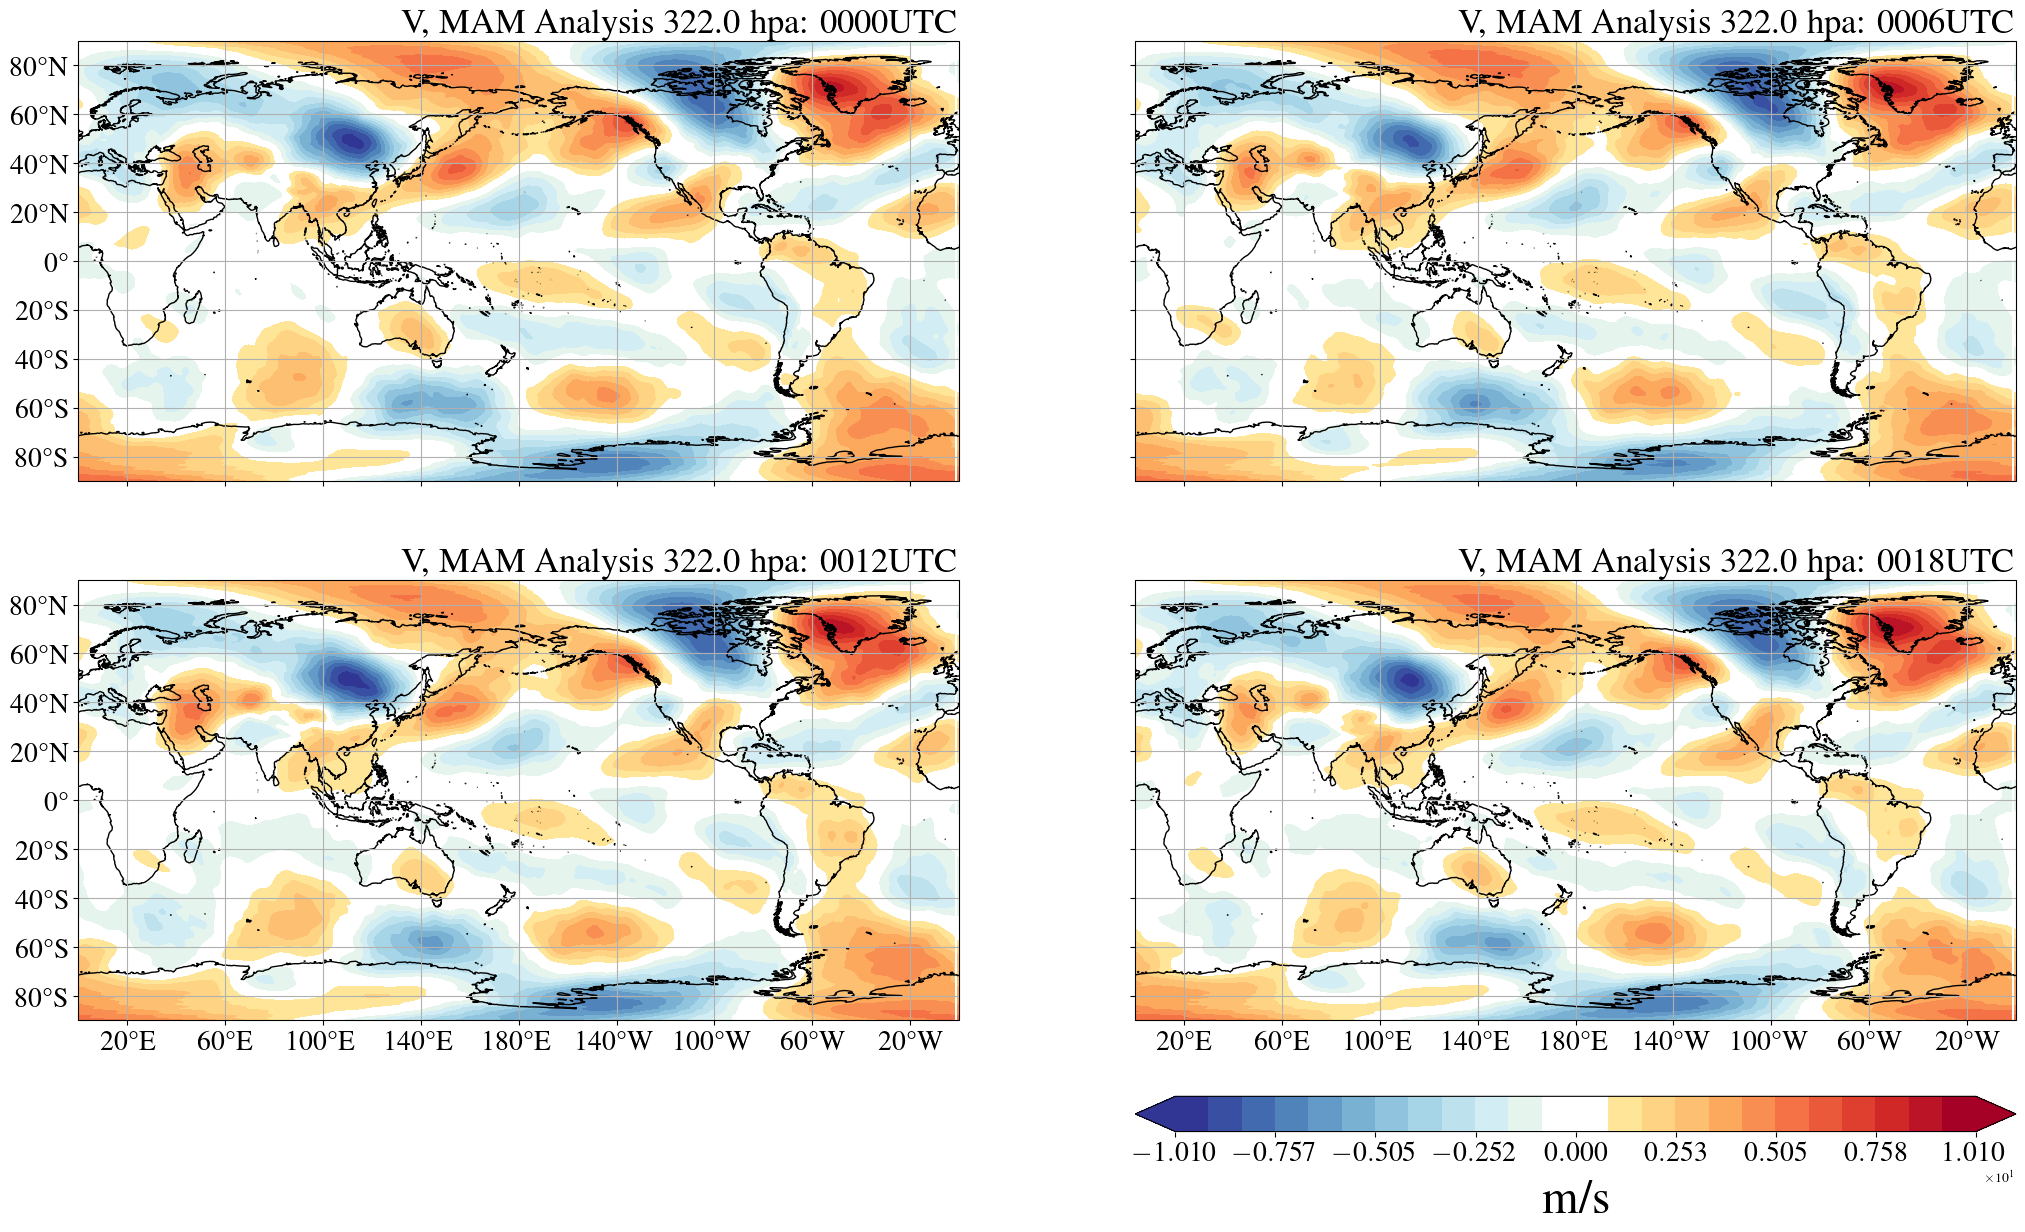 V, MAM Analysis 322.0 hpa: 0000UTC
V, MAM Analysis 322.0 hpa: 0006UTC
80°N
60°N
40°N
20°N
0°
20°S
40°S
60°S
80°S
V, MAM Analysis 322.0 hpa: 0012UTC
V, MAM Analysis 322.0 hpa: 0018UTC
80°N
60°N
40°N
20°N
0°
20°S
40°S
60°S
80°S
20°E 60°E 100°E 140°E 180°E 140°W 100°W 60°W 20°W
20°E 60°E 100°E 140°E 180°E 140°W 100°W 60°W 20°W
−1.010 −0.757 −0.505 −0.252 0.000 0.253 0.505 0.758 1.010
×10¹
m/s